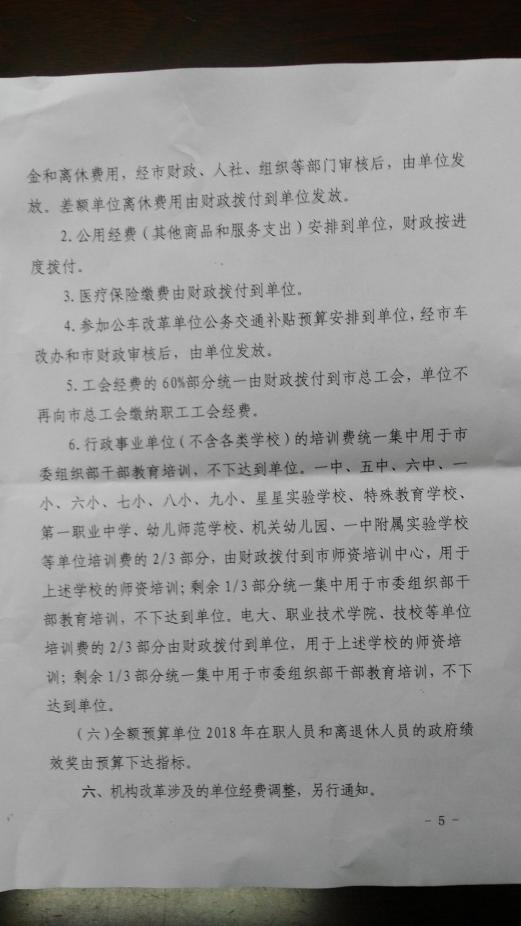 金和离休费用，经市财政、人社、组织等部门审核后，由单位发
放。差额单位离休费用由财政拨付到单位发放。
2.公用经费（其他商品和服务支出）安排到单位，财政按进
度拨付。
3.医疗保险缴费由财政拨付到单位。
4.参加公车改革单位公务交通补贴预算安排到单位，经市车
改办和市财政审核后，由单位发放。
5.工会经费的60%部分统一由财政拨付到市总工会，单位不
再向市总工会缴纳职工工会经费。
6.行政事业单位（不含各类学校）的培训费统一集中用于市
委组织部干部教育培训，不下达到单位。一中、五中、六中、一
小、六小、七小、八小、九小、星星实验学校、特殊教育学校、
第一职业中学、幼儿师范学校、机关幼儿园、一中附属实验学校
等单位培训费的2/3部分，由财政拨付到市师资培训中心，用于
上述学校的师资培训；剩余1/3部分统一集中用于市委组织部干
部教育培训，不下达到单位。电大、职业技术学院、技校等单位
培训费的2/3部分由财政拨付到单位，用于上述学校的师资培
训；剩余1/3部分统一集中用于市委组织部干部教育培训，不下
达到单位。
（六）全额预算单位2018年在职人员和离退休人员的政府绩
效奖由预算下达指标。
六、机构改革涉及的单位经费调整，另行通知。
- 5 -